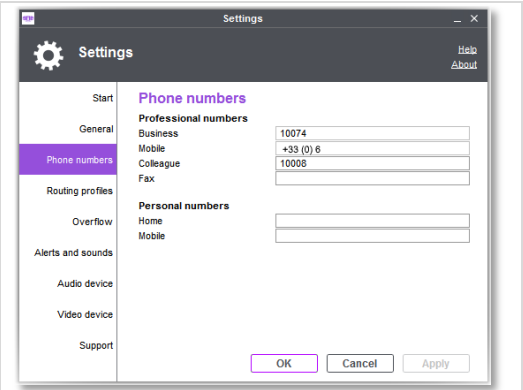 Settings
Settings
Help
About
Start
General
Phone numbers
Routing profiles
Overflow
Alerts and sounds
Audio device
Video device
Support
Phone numbers
Professional numbers
Business 10074
Mobile +33 (0) 6
Colleague 10008
Fax
Personal numbers
Home
Mobile
OK Cancel Apply